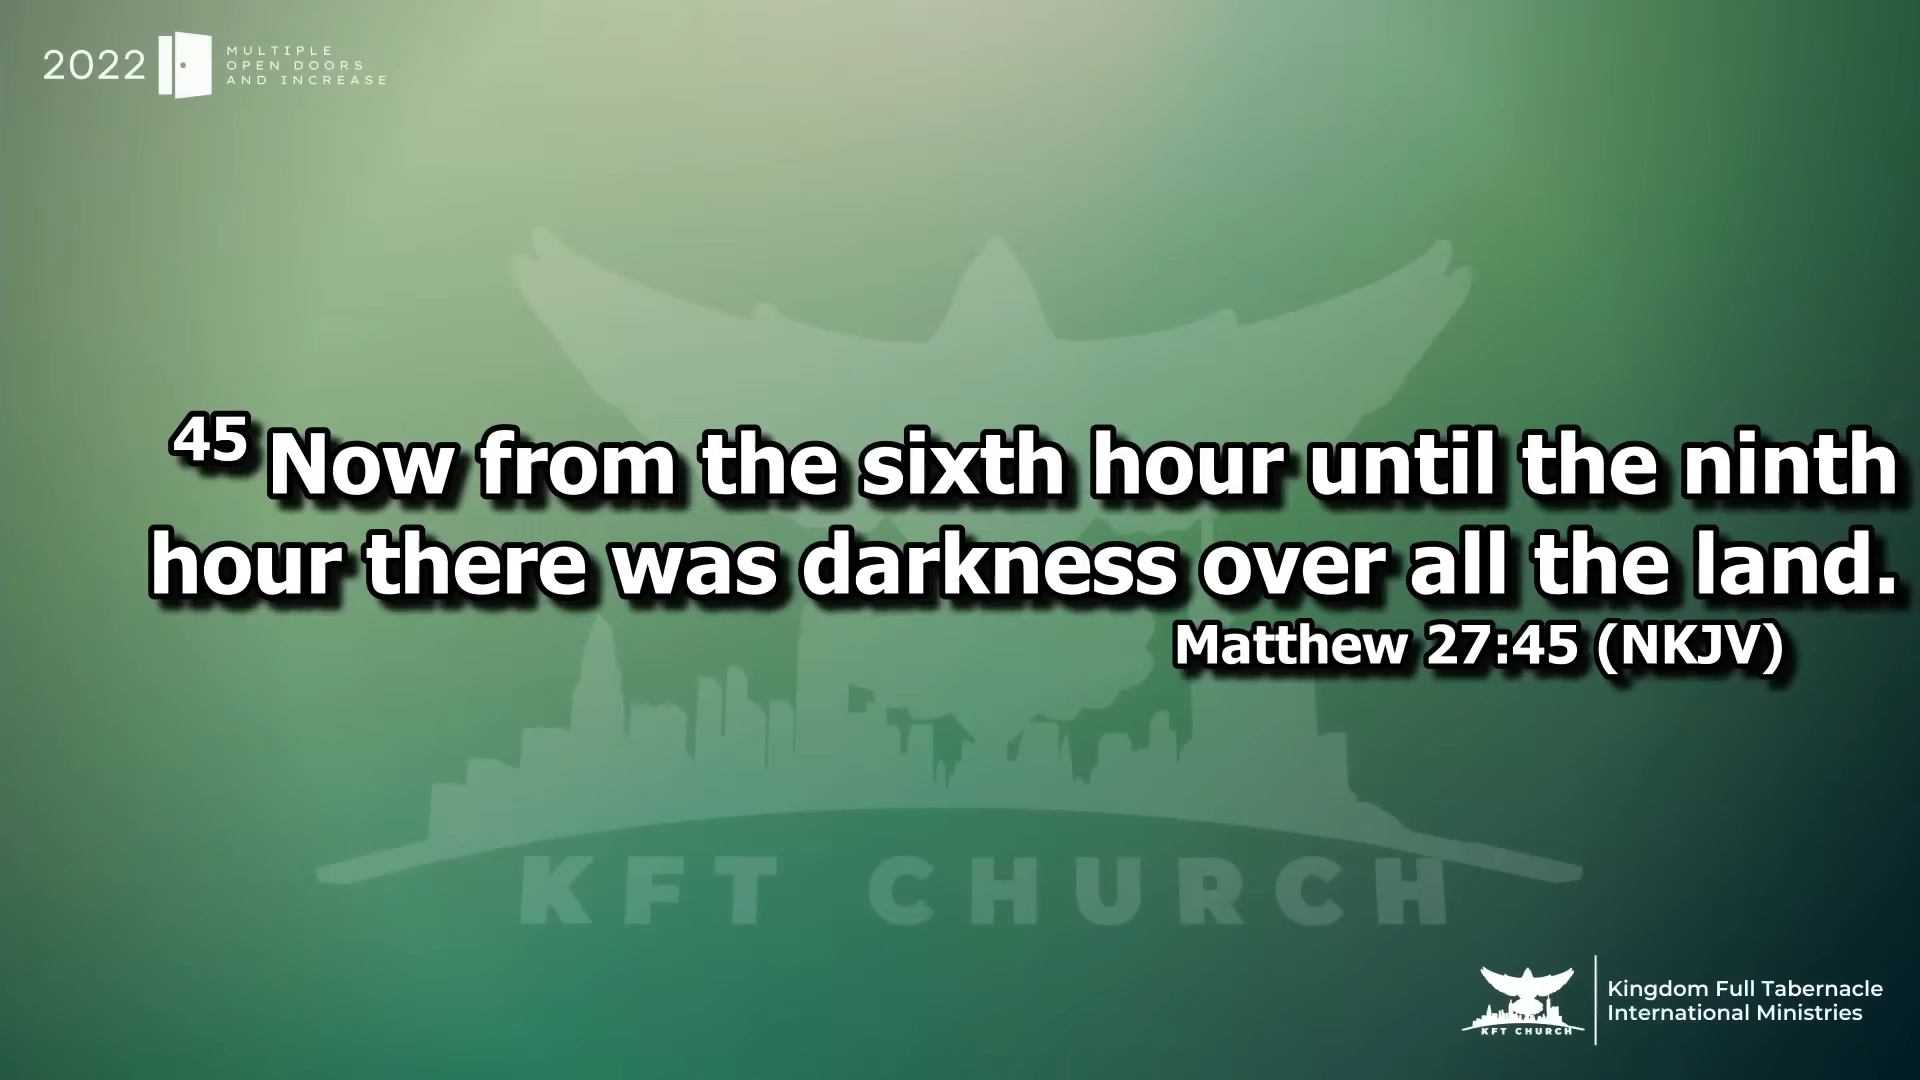 2022
MULTIPLE
OPEN DOORS
AND INCREASE
45 Now from the sixth hour until the ninth
hour there was darkness over all the land.
Matthew 27:45 (NKJV)
KFT CHURCH
KFT CHURCH
Kingdom Full Tabernacle
International Ministries